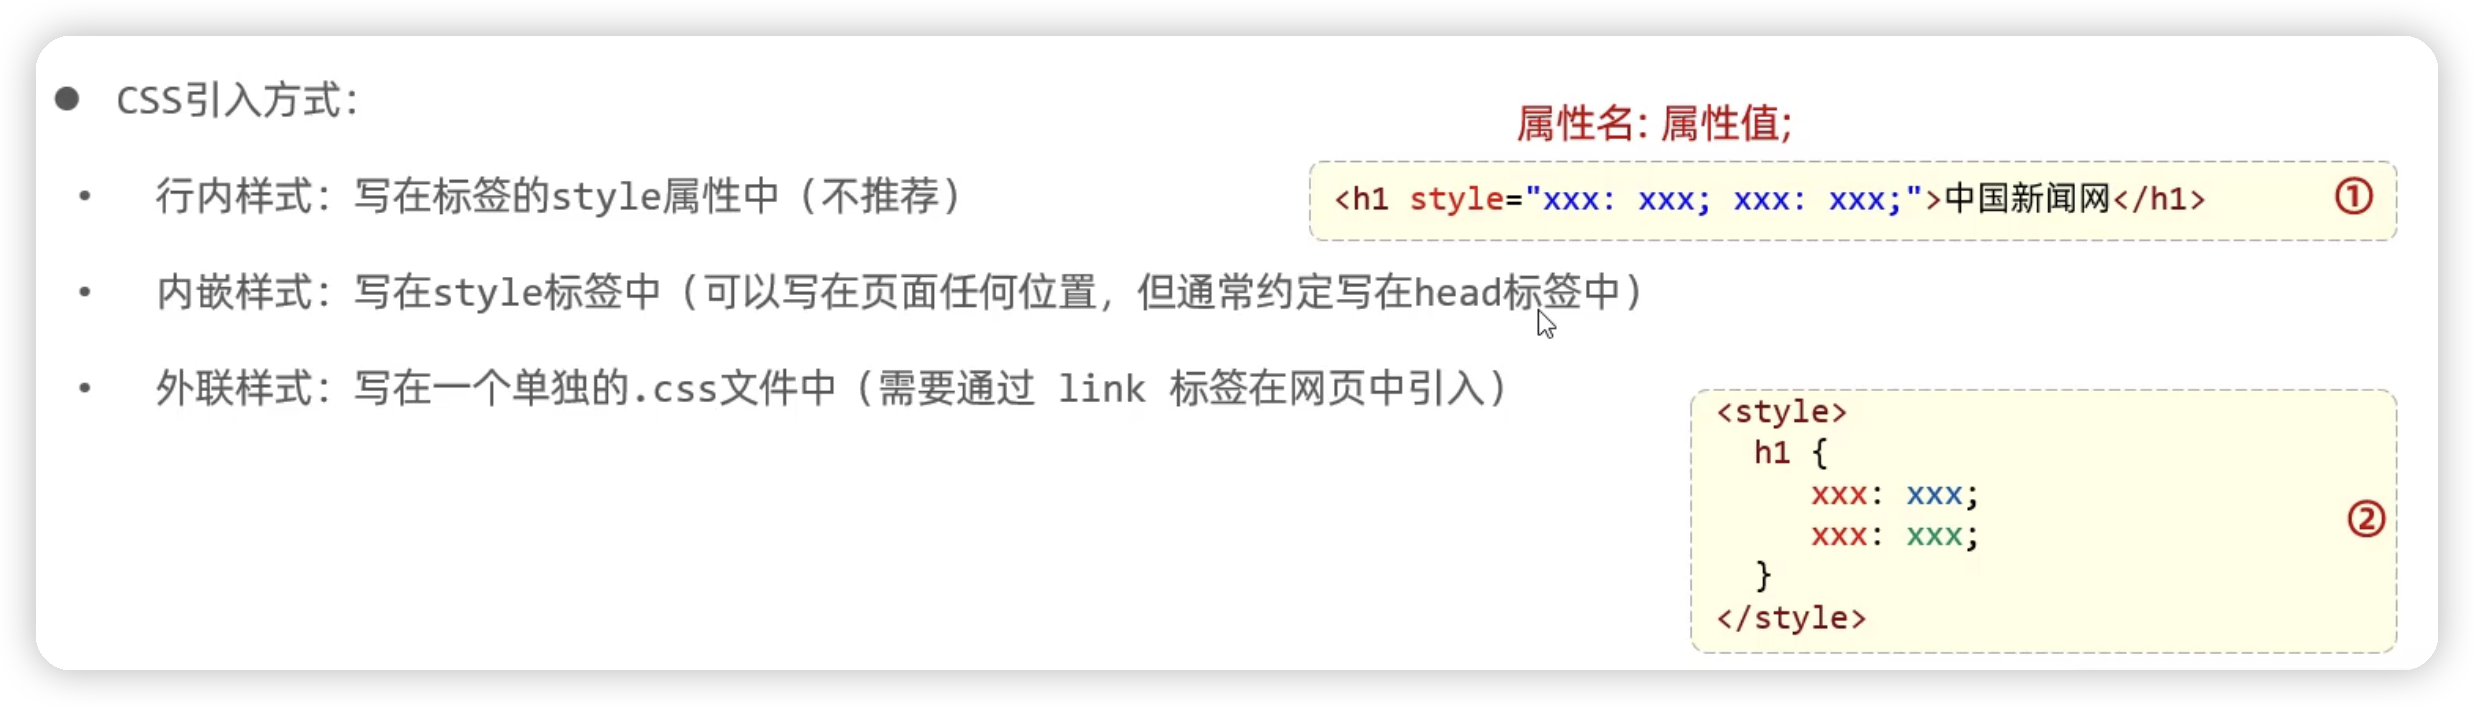 ● CSS引入方式：
• 行内样式：写在标签的style属性中（不推荐）
• 内嵌样式：写在style标签中（可以写在页面任何位置，但通常约定写在head标签中）
• 外联样式：写在一个单独的.css文件中（需要通过 link 标签在网页中引入）
属性名：属性值;
<h1 style="xxx: xxx; xxx: xxx;">中国新闻网</h1> ①
<style>
h1 {
xxx: xxx;
xxx: xxx;
}
</style>
②